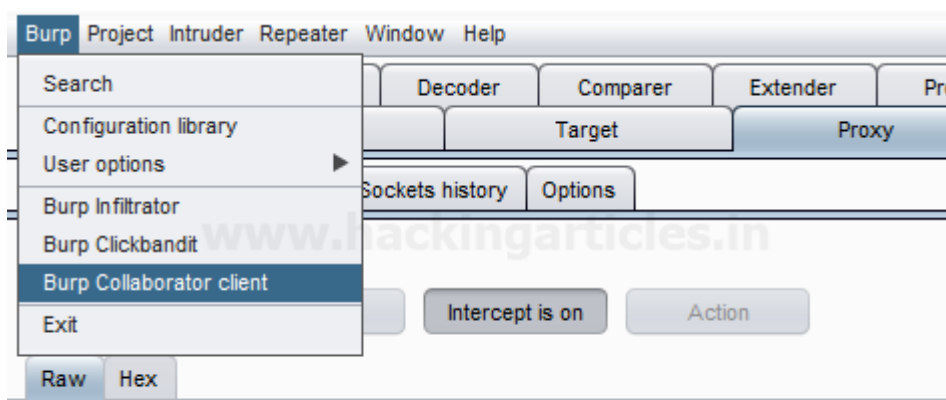 Burp Project Intruder Repeater Window Help
Search
Decoder Comparer Extender
Configuration library
Target Proxy
User options
Sockets history Options
Burp Infiltrator
www.hackingarticles.in
Burp Clickbandit
Burp Collaborator client
Intercept is on Action
Exit
Raw Hex